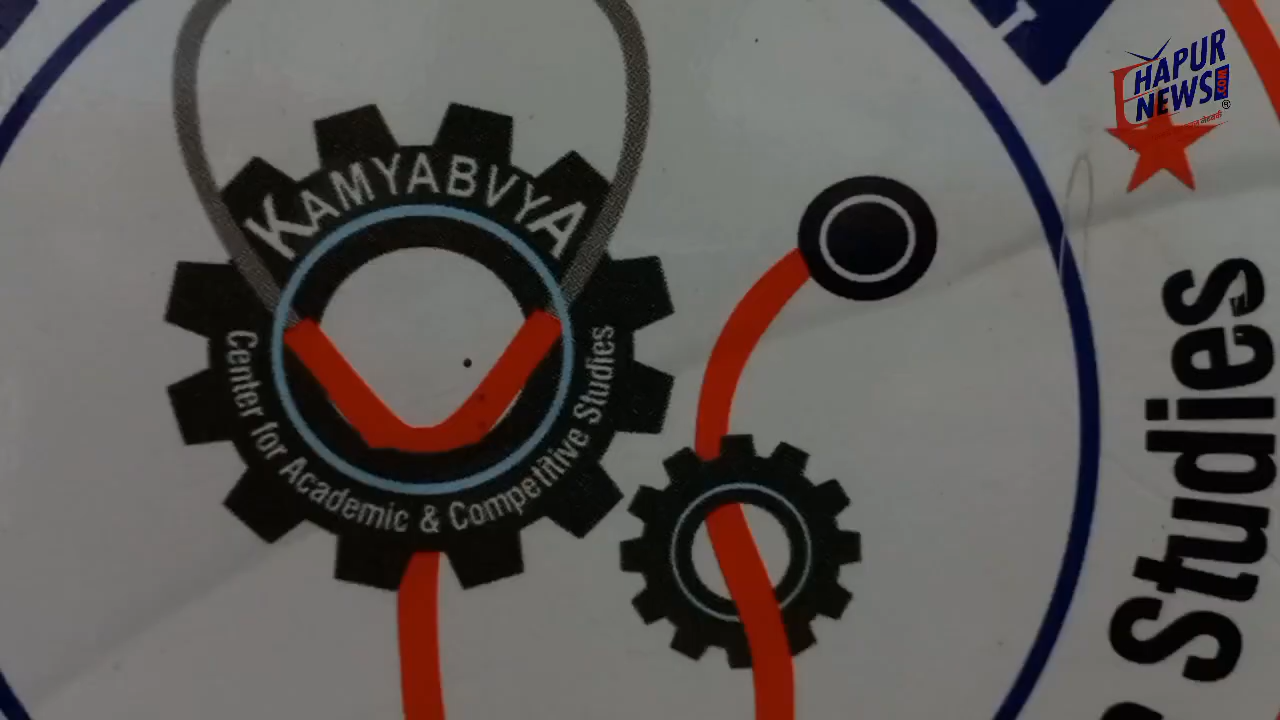 HAPUR
NEWS.COM
®
KAMYABVYA
Center for Academic & Competitive Studies
Studies